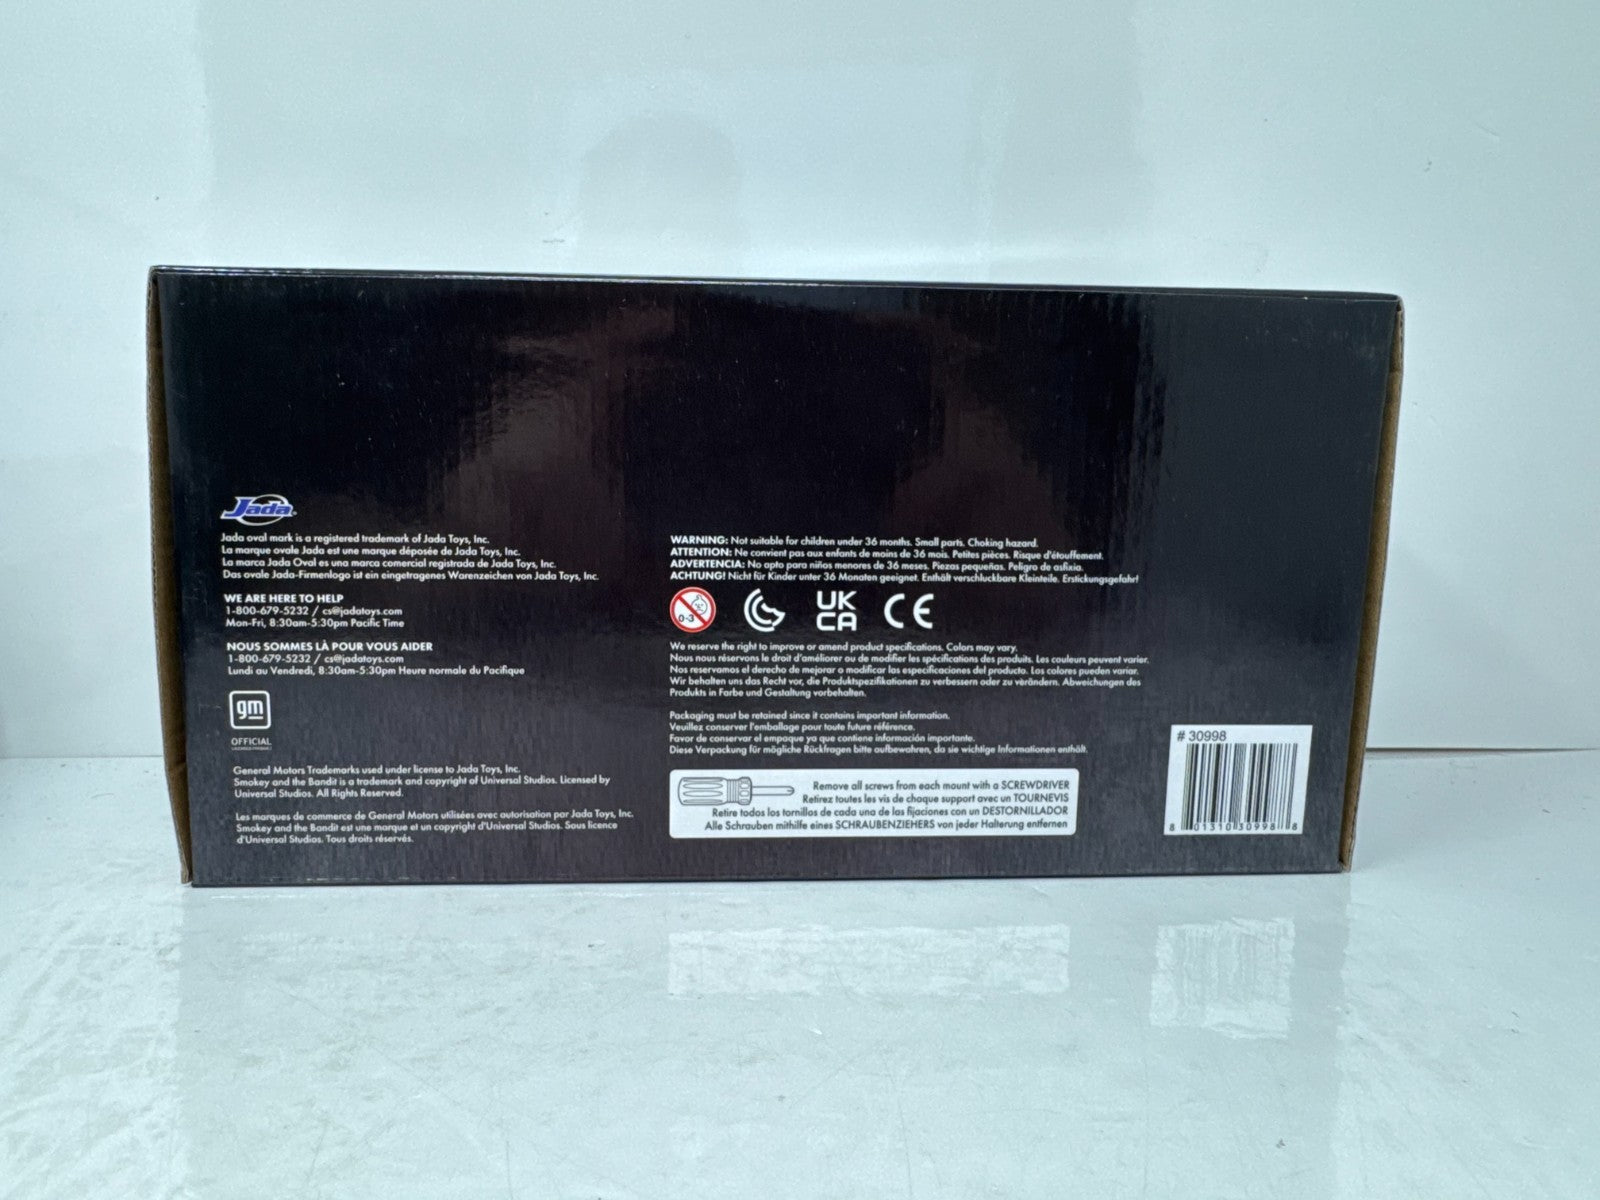 Jada
Jada oval mark is a registered trademark of Jada Toys, Inc.
La marque ovale Jada est une marque déposée de Jada Toys, Inc.
La marca Jada Oval es una marca comercial registrada de Jada Toys, Inc.
Das ovale Jada-Firmenlogo ist ein eingetragenes Warenzeichen von Jada Toys, Inc.
WE ARE HERE TO HELP
1-800-679-5232 / cs@jadatoys.com
Mon-Fri, 8:30am-5:30pm Pacific Time
NOUS SOMMES LÀ POUR VOUS AIDER
1-800-679-5232 / cs@jadatoys.com
Lundi au Vendredi, 8:30am-5:30pm Heure normale du Pacifique
gm
OFFICIAL
LICENSED PRODUCT
General Motors Trademarks used under license to Jada Toys, Inc.
Smokey and the Bandit is a trademark and copyright of Universal Studios. Licensed by
Universal Studios. All Rights Reserved.
Les marques de commerce de General Motors utilisées avec autorisation par Jada Toys, Inc.
Smokey and the Bandit est une marque et un copyright d'Universal Studios. Sous licence
d'Universal Studios. Tous droits réservés.
WARNING: Not suitable for children under 36 months. Small parts. Choking hazard.
ATTENTION: Ne convient pas aux enfants de moins de 36 mois. Petites pièces. Risque d'étouffement.
ADVERTENCIA: No apto para niños menores de 36 meses. Piezas pequeñas. Peligro de asfixia.
ACHTUNG! Nicht für Kinder unter 36 Monaten geeignet. Enthält verschluckbare Kleinteile. Erstickungsgefahr!
0-3
UK
CA
CE
We reserve the right to improve or amend product specifications. Colors may vary.
Nous nous réservons le droit d'améliorer ou de modifier les spécifications des produits. Les couleurs peuvent varier.
Nos reservamos el derecho de mejorar o modificar las especificaciones del producto. Los colores pueden variar.
Wir behalten uns das Recht vor, die Produktspezifikationen zu verbessern oder zu verändern. Abweichungen des
Produkts in Farbe und Gestaltung vorbehalten.
Packaging must be retained since it contains important information.
Veuillez conserver l'emballage pour toute future référence.
Favor de conservar el empaque ya que contiene información importante.
Diese Verpackung für mögliche Rückfragen bitte aufbewahren, da sie wichtige Informationen enthält.
Remove all screws from each mount with a SCREWDRIVER
Retirez toutes les vis de chaque support avec un TOURNEVIS
Retire todos los tornillos de cada una de las fijaciones con un DESTORNILLADOR
Alle Schrauben mithilfe eines SCHRAUBENZIEHERS von jeder Halterung entfernen
# 30998
8 01310 30998 8